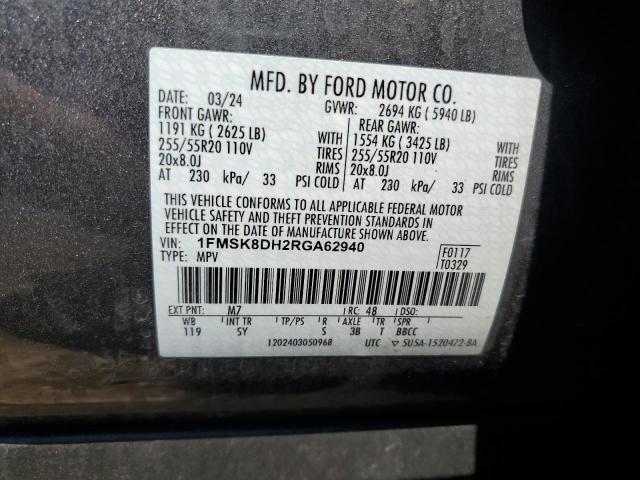 MFD. BY FORD MOTOR CO.
DATE: 03/24 GVWR: 2694 KG ( 5940 LB)
FRONT GAWR: REAR GAWR:
1191 KG ( 2625 LB) WITH 1554 KG ( 3425 LB) WITH
255/55R20 110V TIRES 255/55R20 110V TIRES
20x8.0J RIMS 20x8.0J RIMS
AT 230 kPa/ 33 PSI COLD AT 230 kPa/ 33 PSI COLD
THIS VEHICLE CONFORMS TO ALL APPLICABLE FEDERAL MOTOR
VEHICLE SAFETY AND THEFT PREVENTION STANDARDS IN EFFECT
ON THE DATE OF MANUFACTURE SHOWN ABOVE.
VIN: 1FMSK8DH2RGA62940 F0117
TYPE: MPV T0329
EXT PNT: M7 RC: 48 DSO:
WB INT TR TP/PS R AXLE TR SPR
119 5Y S 3B T BBCC
1202403050968 UTC 5U5A-1520472-BA